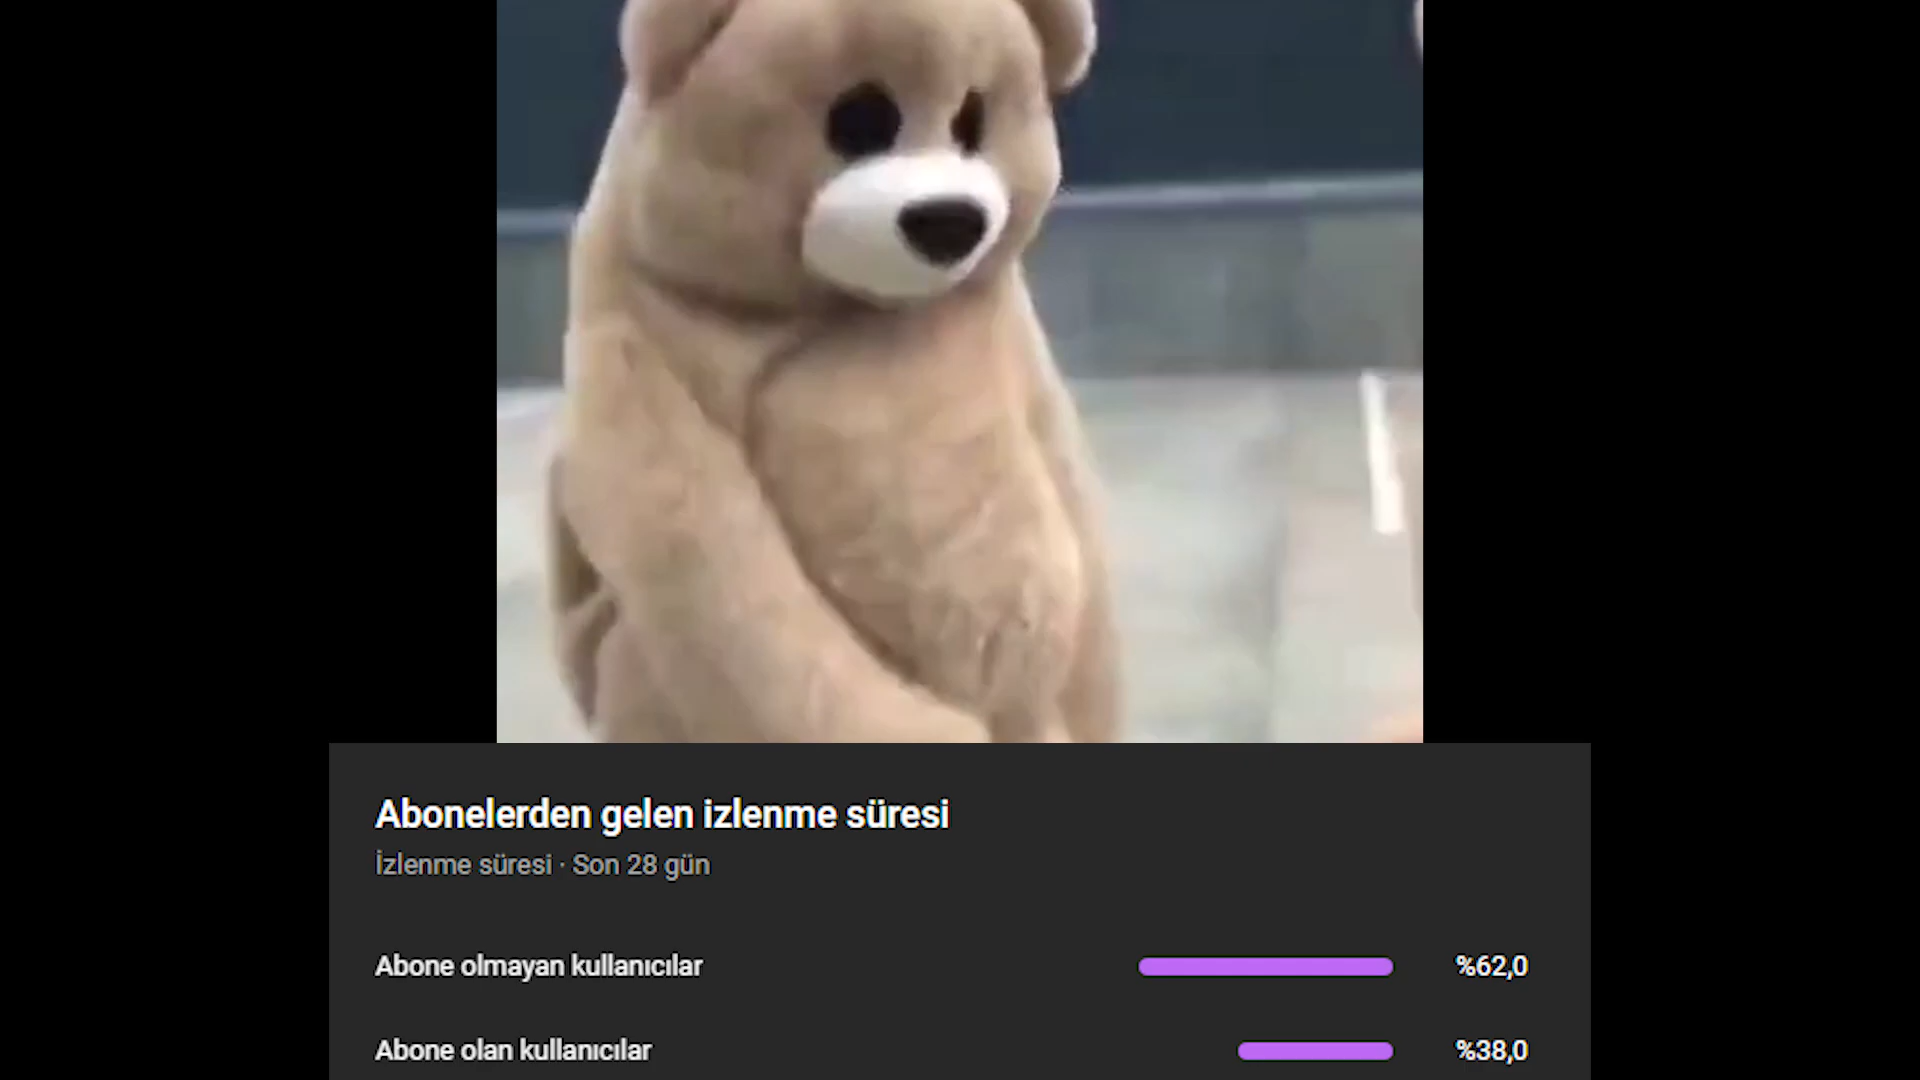 Abonelerden gelen izlenme süresi
İzlenme süresi · Son 28 gün
Abone olmayan kullanıcılar %62,0
Abone olan kullanıcılar %38,0